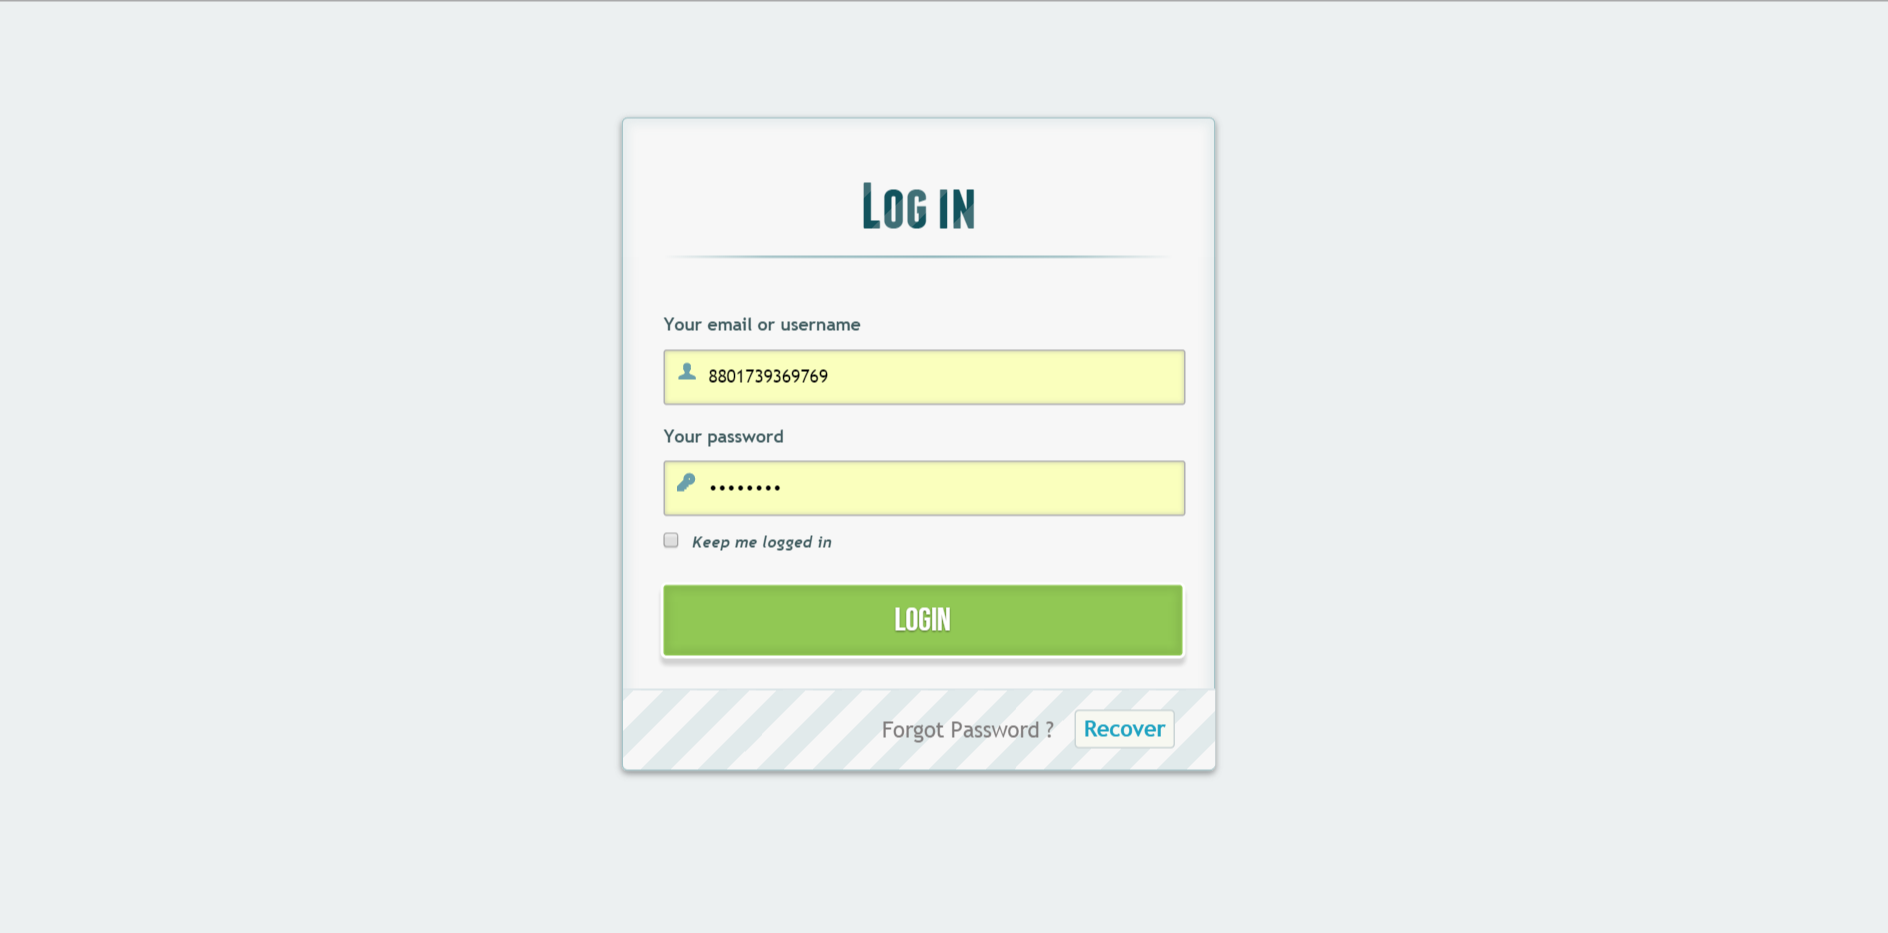 Log in
Your email or username
8801739369769
Your password
••••••••
Keep me logged in
LOGIN
Forgot Password ? Recover